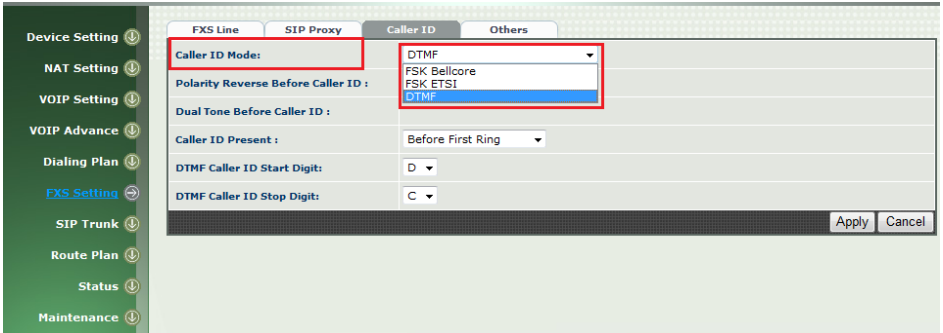 Device Setting
NAT Setting
VOIP Setting
VOIP Advance
Dialing Plan
FXS Setting
SIP Trunk
Route Plan
Status
Maintenance
FXS Line SIP Proxy Caller ID Others
Caller ID Mode: DTMF
FSK Bellcore
Polarity Reverse Before Caller ID : FSK ETSI
DTMF
Dual Tone Before Caller ID :
Caller ID Present : Before First Ring
DTMF Caller ID Start Digit: D
DTMF Caller ID Stop Digit: C
Apply Cancel